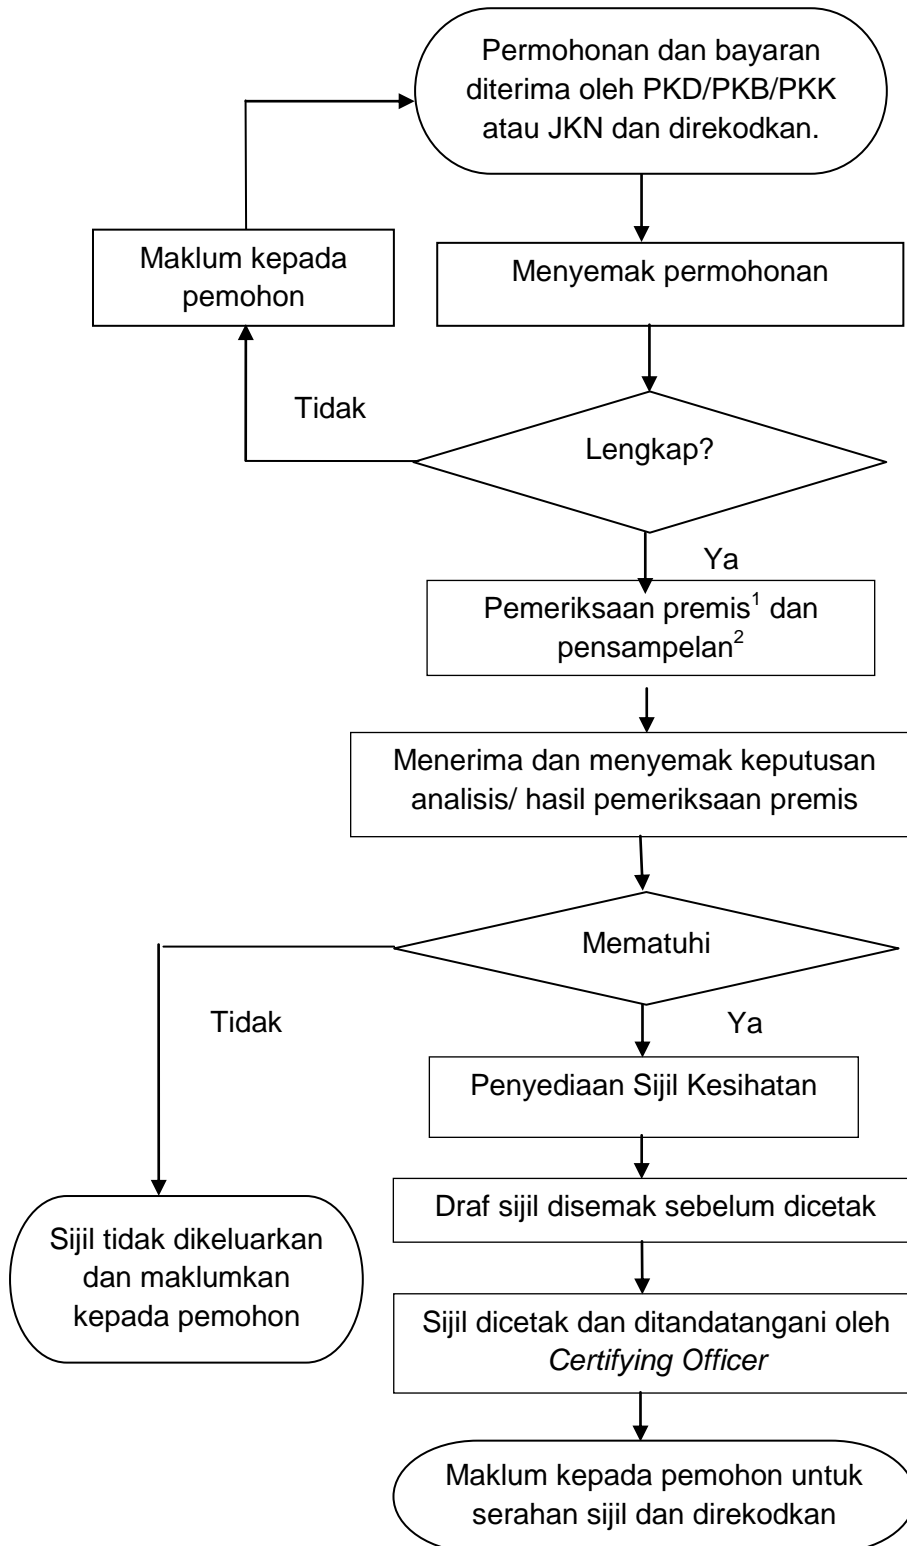 Permohonan dan bayaran
diterima oleh PKD/PKB/PKK
atau JKN dan direkodkan.
Maklum kepada
pemohon
Menyemak permohonan
Tidak
Lengkap?
Ya
Pemeriksaan premis¹ dan
pensampelan²
Menerima dan menyemak keputusan
analisis/ hasil pemeriksaan premis
Mematuhi
Tidak
Ya
Penyediaan Sijil Kesihatan
Draf sijil disemak sebelum dicetak
Sijil tidak dikeluarkan
dan maklumkan
kepada pemohon
Sijil dicetak dan ditandatangani oleh
Certifying Officer
Maklum kepada pemohon untuk
serahan sijil dan direkodkan